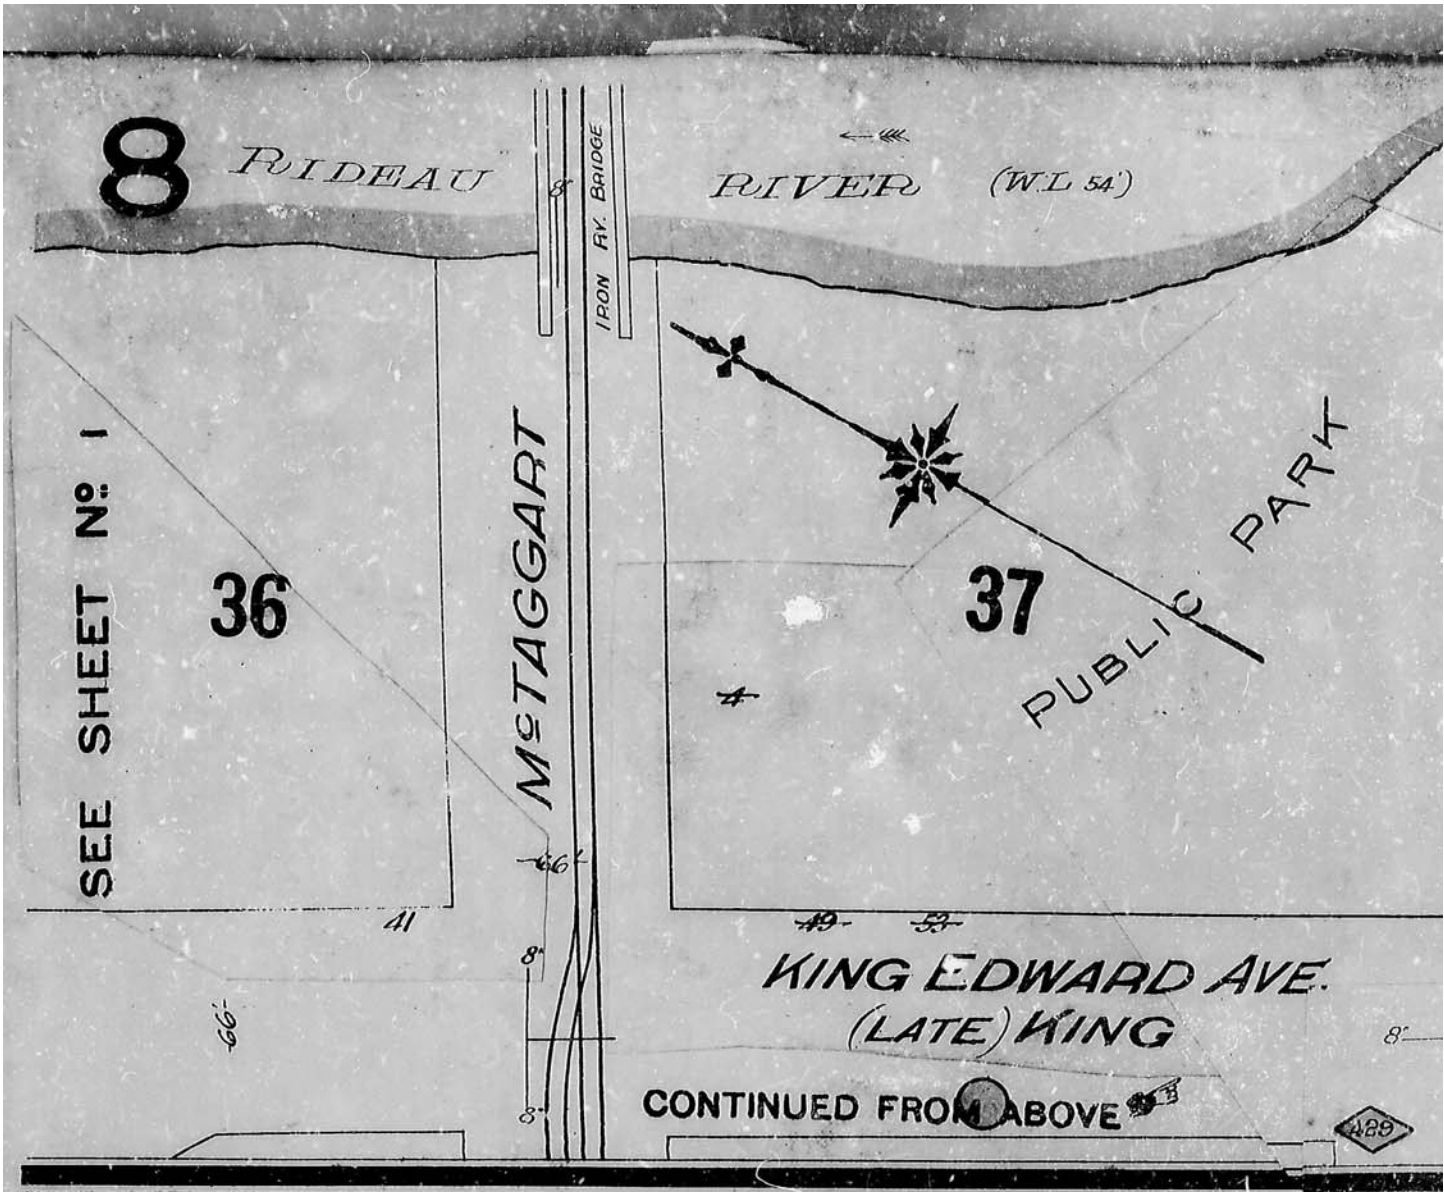 8
RIDEAU RIVER (W.L 54')
8'
IRON RY. BRIDGE
SEE SHEET No. 1
36
McTAGGART
37
PUBLIC PARK
4
66'
41
49 53
8"
KING EDWARD AVE.
(LATE) KING
66'
8"
8"
CONTINUED FROM ABOVE
429